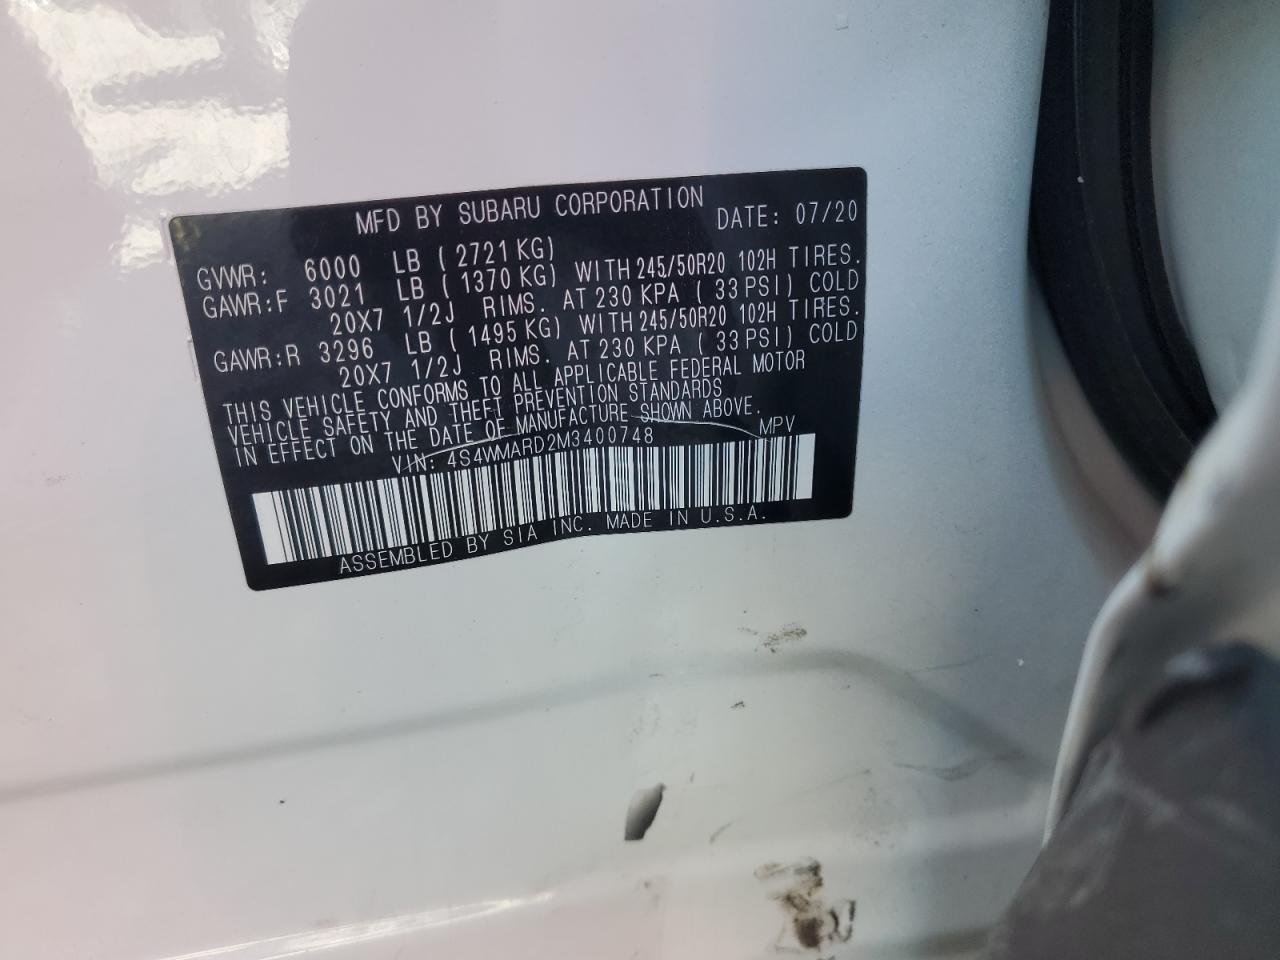 MFD BY SUBARU CORPORATION DATE: 07/20
GVWR: 6000 LB ( 2721 KG)
GAWR:F 3021 LB ( 1370 KG) WITH 245/50R20 102H TIRES.
20X7 1/2J RIMS. AT 230 KPA ( 33 PSI) COLD
GAWR:R 3296 LB ( 1495 KG) WITH 245/50R20 102H TIRES.
20X7 1/2J RIMS. AT 230 KPA ( 33 PSI) COLD
THIS VEHICLE CONFORMS TO ALL APPLICABLE FEDERAL MOTOR
VEHICLE SAFETY AND THEFT PREVENTION STANDARDS
IN EFFECT ON THE DATE OF MANUFACTURE SHOWN ABOVE.
VIN: 4S4WMARD2M3400748 MPV
ASSEMBLED BY SIA INC. MADE IN U.S.A.